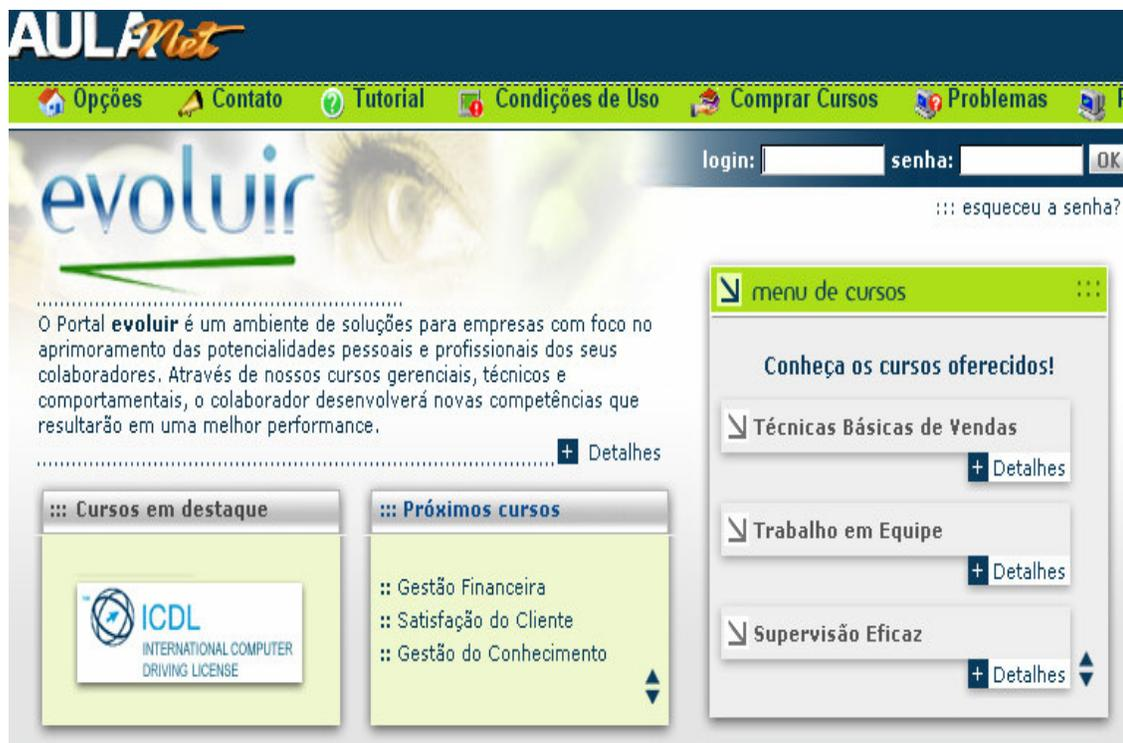 AULANet
Opções Contato Tutorial Condições de Uso Comprar Cursos Problemas
login: senha: OK
::: esqueceu a senha?
evoluir
O Portal evoluir é um ambiente de soluções para empresas com foco no
aprimoramento das potencialidades pessoais e profissionais dos seus
colaboradores. Através de nossos cursos gerenciais, técnicos e
comportamentais, o colaborador desenvolverá novas competências que
resultarão em uma melhor performance.
+ Detalhes
::: Cursos em destaque
ICDL
INTERNATIONAL COMPUTER
DRIVING LICENSE
::: Próximos cursos
:: Gestão Financeira
:: Satisfação do Cliente
:: Gestão do Conhecimento
menu de cursos :::
Conheça os cursos oferecidos!
Técnicas Básicas de Vendas
+ Detalhes
Trabalho em Equipe
+ Detalhes
Supervisão Eficaz
+ Detalhes